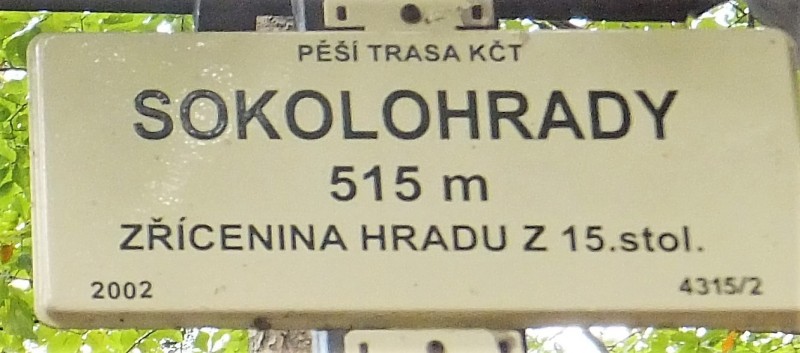 PĚŠÍ TRASA KČT
SOKOLOHRADY
515 m
ZŘÍCENINA HRADU Z 15.stol.
2002 4315/2